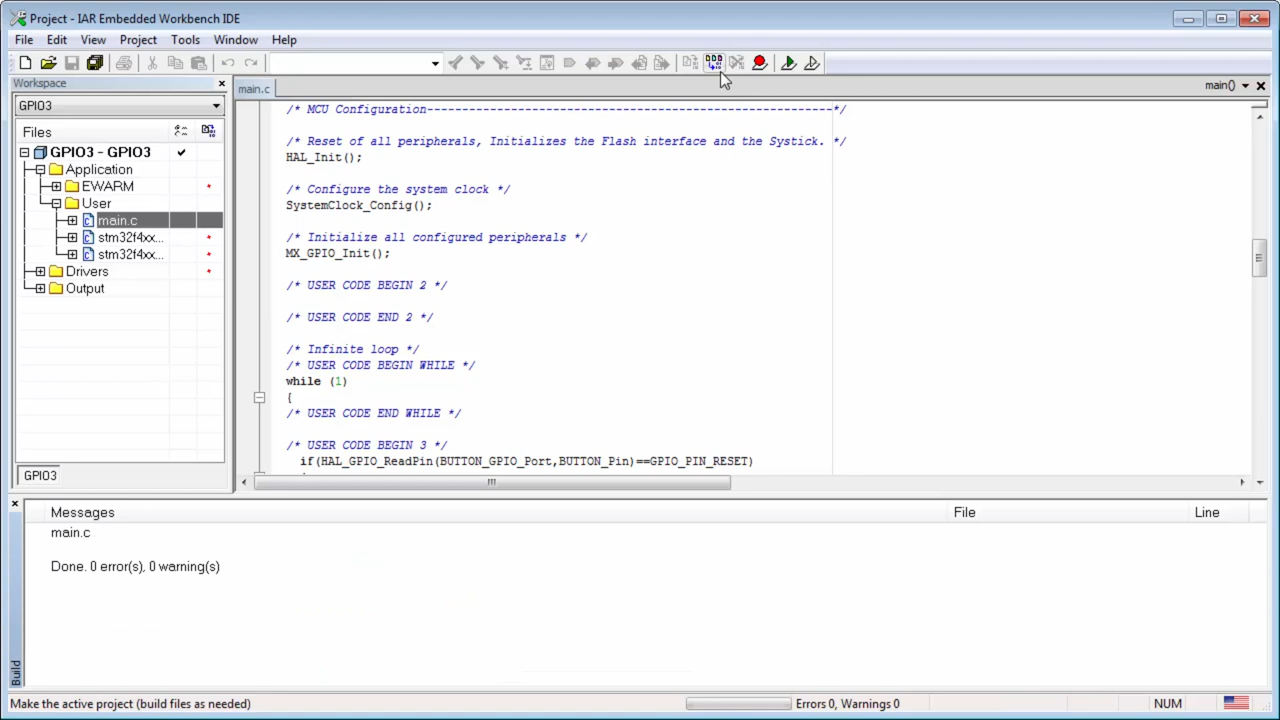 Project - IAR Embedded Workbench IDE
File Edit View Project Tools Window Help
Workspace
main.c
main()
GPIO3
Files
GPIO3 - GPIO3
Application
EWARM
User
main.c
stm32f4xx...
stm32f4xx...
Drivers
Output
GPIO3
/* MCU Configuration----------------------------------------------------------*/
/* Reset of all peripherals, Initializes the Flash interface and the Systick. */
HAL_Init();
/* Configure the system clock */
SystemClock_Config();
/* Initialize all configured peripherals */
MX_GPIO_Init();
/* USER CODE BEGIN 2 */
/* USER CODE END 2 */
/* Infinite loop */
/* USER CODE BEGIN WHILE */
while (1)
{
/* USER CODE END WHILE */
/* USER CODE BEGIN 3 */
if(HAL_GPIO_ReadPin(BUTTON_GPIO_Port,BUTTON_Pin)==GPIO_PIN_RESET)
Messages File Line
main.c
Done. 0 error(s), 0 warning(s)
Build
Make the active project (build files as needed) Errors 0, Warnings 0 NUM